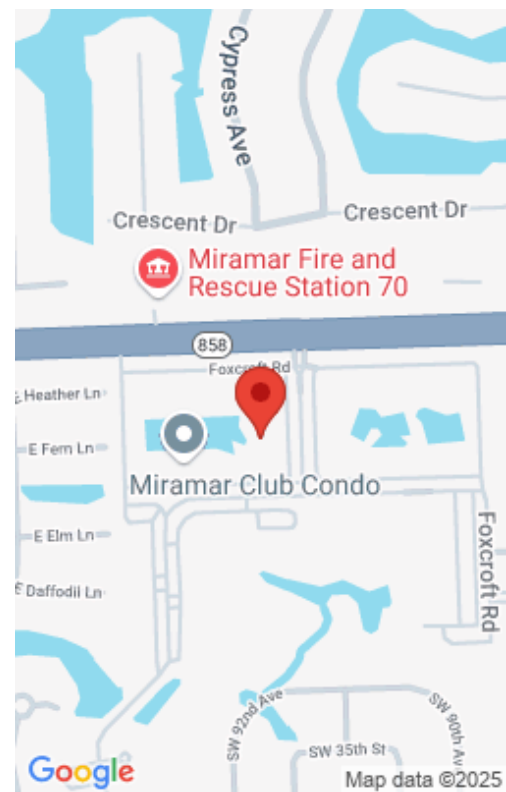 Cypress Ave
Crescent Dr
Crescent Dr
Miramar Fire and
Rescue Station 70
858
Foxcroft Rd
E Heather Ln
E Fern Ln
Miramar Club Condo
E Elm Ln
Foxcroft Rd
E Daffodil Ln
SW 92nd Ave
SW 90th Av
SW 35th St
Google
Map data ©2025